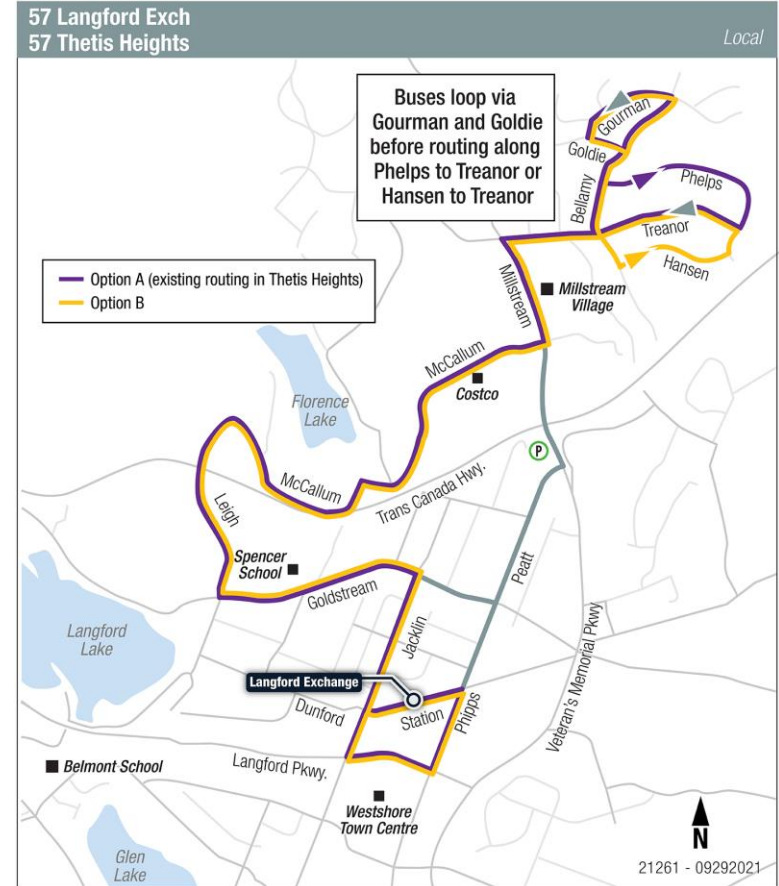 57 Langford Exch
57 Thetis Heights
Local
Buses loop via
Gourman and Goldie
before routing along
Phelps to Treanor or
Hansen to Treanor
Gourman
Goldie
Phelps
Bellamy
Treanor
Hansen
Option A (existing routing in Thetis Heights)
Option B
Millstream
Millstream
Village
McCallum
Costco
Florence
Lake
P
McCallum
Trans Canada Hwy.
Leigh
Spencer
School
Peatt
Goldstream
Langford
Lake
Jacklin
Langford Exchange
Dunford
Station
Phipps
Veteran's Memorial Pkwy
Belmont School
Langford Pkwy.
Westshore
Town Centre
Glen
Lake
N
21261 - 09292021